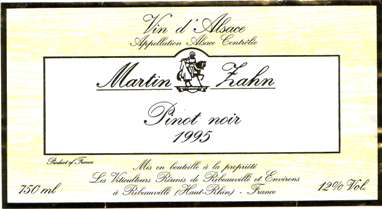 Vin d'Alsace
Appellation Alsace Contrôlée
Martin Zahn
Pinot noir
1995
Product of France
Mis en bouteille à la propriété
Les Viticulteurs Réunis de Ribeauvillé et Environs
750 ml
à Ribeauvillé (Haut-Rhin) - France
12% Vol.